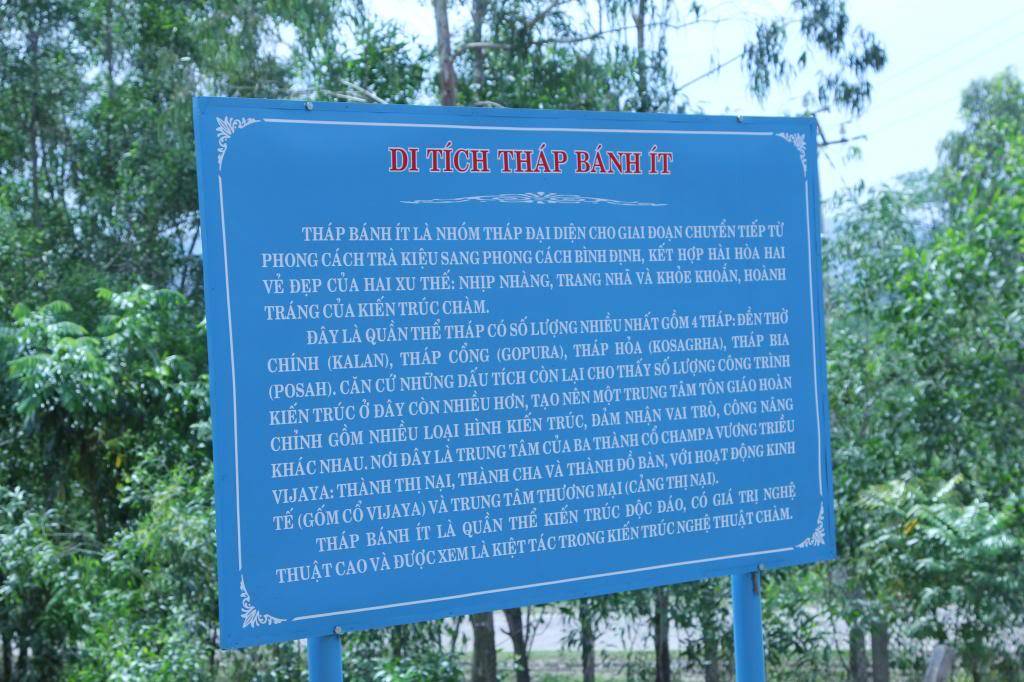 DI TÍCH THÁP BÁNH ÍT
THÁP BÁNH ÍT LÀ NHÓM THÁP ĐẠI DIỆN CHO GIAI ĐOẠN CHUYỂN TIẾP TỪ
PHONG CÁCH TRÀ KIỆU SANG PHONG CÁCH BÌNH ĐỊNH, KẾT HỢP HÀI HÒA HAI
VẺ ĐẸP CỦA HAI XU THẾ: NHỊP NHÀNG, TRANG NHÃ VÀ KHỎE KHOẮN, HOÀNH
TRÁNG CỦA KIẾN TRÚC CHÀM.
ĐÂY LÀ QUẦN THỂ THÁP CÓ SỐ LƯỢNG NHIỀU NHẤT GỒM 4 THÁP: ĐỀN THỜ
CHÍNH (KALAN), THÁP CỔNG (GOPURA), THÁP HỎA (KOSAGRHA), THÁP BIA
(POSAH). CĂN CỨ NHỮNG DẤU TÍCH CÒN LẠI CHO THẤY SỐ LƯỢNG CÔNG TRÌNH
KIẾN TRÚC Ở ĐÂY CÒN NHIỀU HƠN, TẠO NÊN MỘT TRUNG TÂM TÔN GIÁO HOÀN
CHỈNH GỒM NHIỀU LOẠI HÌNH KIẾN TRÚC, ĐẢM NHẬN VAI TRÒ, CÔNG NĂNG
KHÁC NHAU. NƠI ĐÂY LÀ TRUNG TÂM CỦA BA THÀNH CỔ CHAMPA VƯƠNG TRIỀU
VIJAYA: THÀNH THỊ NẠI, THÀNH CHA VÀ THÀNH ĐỒ BÀN, VỚI HOẠT ĐỘNG KINH
TẾ (GỐM CỔ VIJAYA) VÀ TRUNG TÂM THƯƠNG MẠI (CẢNG THỊ NẠI).
THÁP BÁNH ÍT LÀ QUẦN THỂ KIẾN TRÚC ĐỘC ĐÁO, CÓ GIÁ TRỊ NGHỆ
THUẬT CAO VÀ ĐƯỢC XEM LÀ KIỆT TÁC TRONG KIẾN TRÚC NGHỆ THUẬT CHÀM.